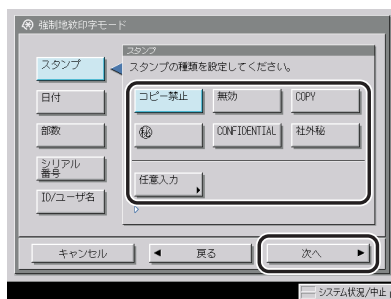 強制地紋印字モード
スタンプ
スタンプ
スタンプの種類を設定してください。
日付
コピー禁止
無効
COPY
部数
㊙
CONFIDENTIAL
社外秘
シリアル
番号
任意入力
ID/ユーザ名
キャンセル
戻る
次へ
システム状況/中止